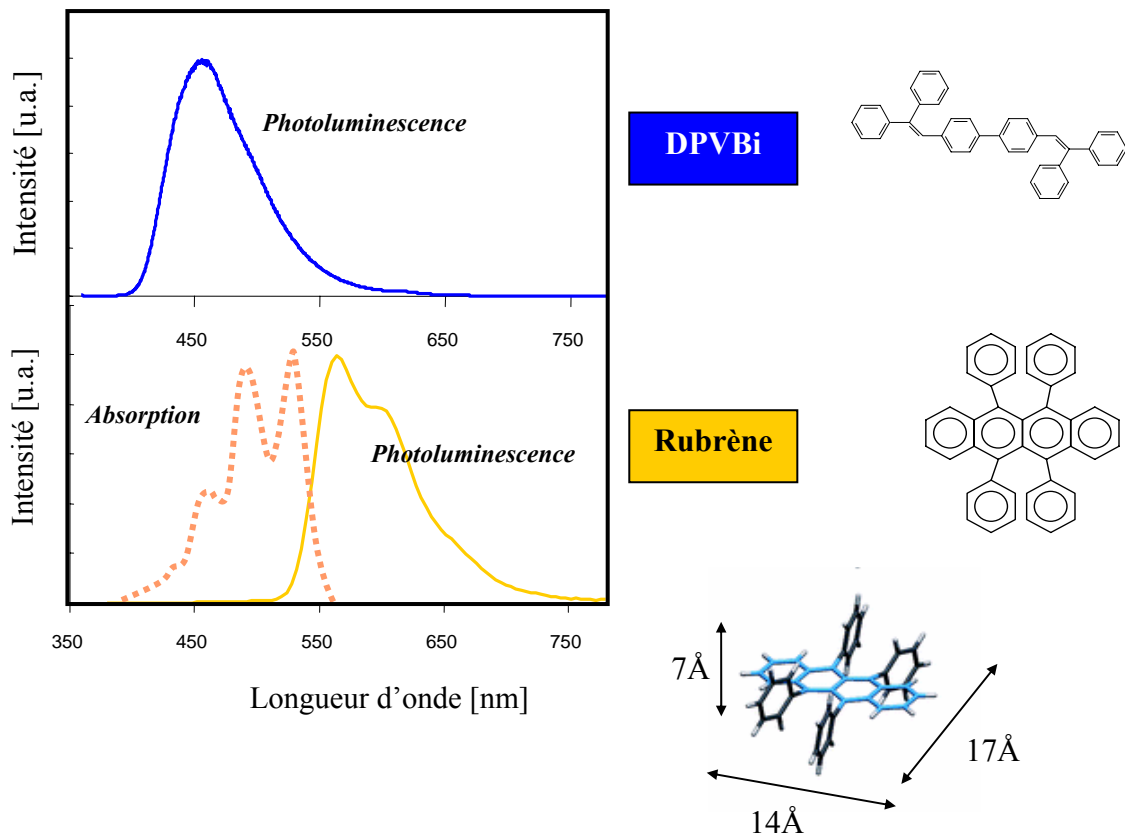 Intensité [u.a.]
Photoluminescence
450
550
650
750
DPVBi
Intensité [u.a.]
Absorption
Photoluminescence
350
450
550
650
750
Longueur d’onde [nm]
Rubrène
7Å
17Å
14Å